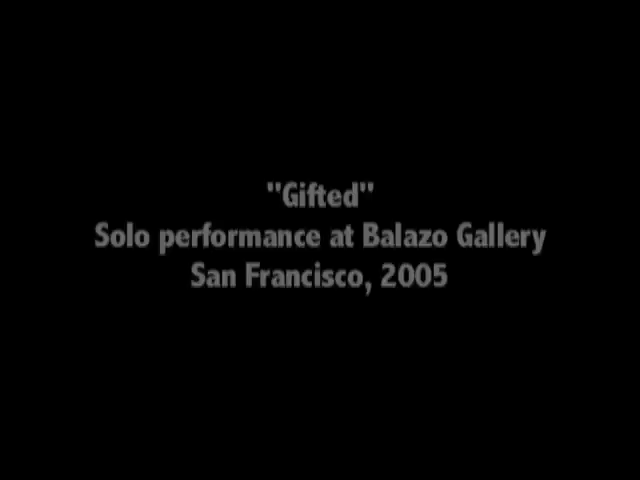 "Gifted"
Solo performance at Balazo Gallery
San Francisco, 2005